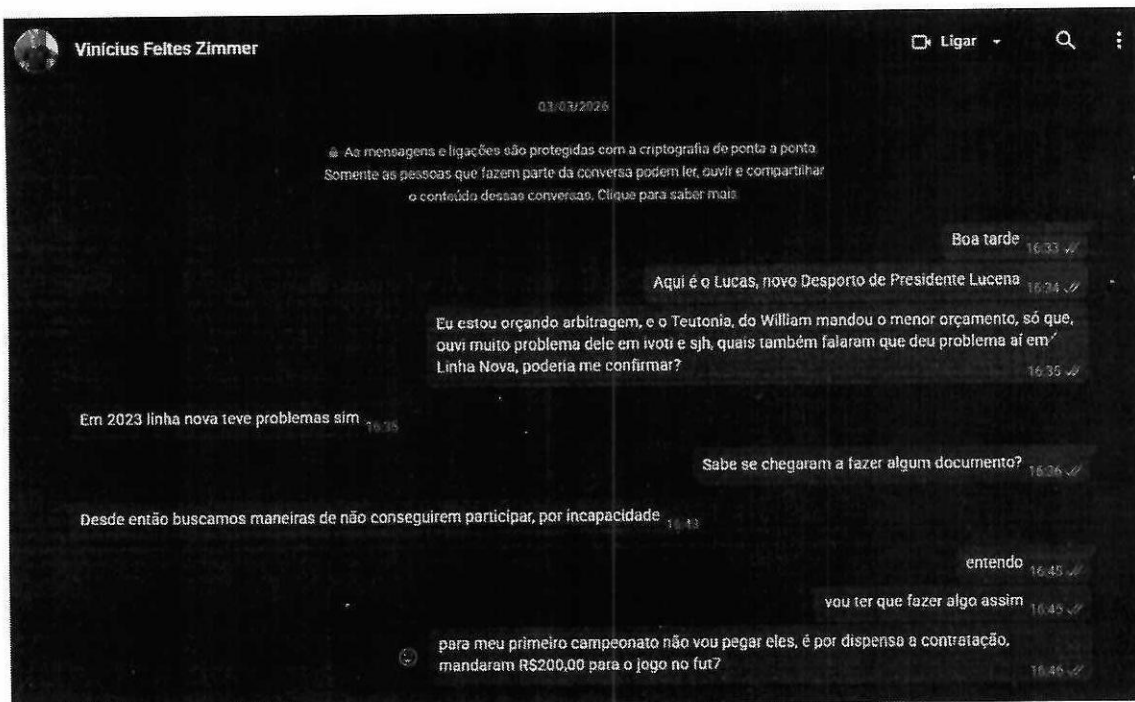 Vinícius Feltes Zimmer
Ligar
03/03/2026
As mensagens e ligações são protegidas com a criptografia de ponta a ponta
Somente as pessoas que fazem parte da conversa podem ler, ouvir e compartilhar
o conteúdo dessas conversas. Clique para saber mais
Boa tarde 16:33
Aqui é o Lucas, novo Desporto de Presidente Lucena 16:34
Eu estou orçando arbitragem, e o Teutonia, do William mandou o menor orçamento, só que,
ouvi muito problema dele em ivoti e sjh, quais também falaram que deu problema aí em
Linha Nova, poderia me confirmar? 16:35
Em 2023 linha nova teve problemas sim 16:35
Sabe se chegaram a fazer algum documento? 16:36
Desde então buscamos maneiras de não conseguirem participar, por incapacidade 16:43
entendo 16:45
vou ter que fazer algo assim 16:45
para meu primeiro campeonato não vou pegar eles, é por dispensa a contratação,
mandaram R$200,00 para o jogo no fut7 16:46